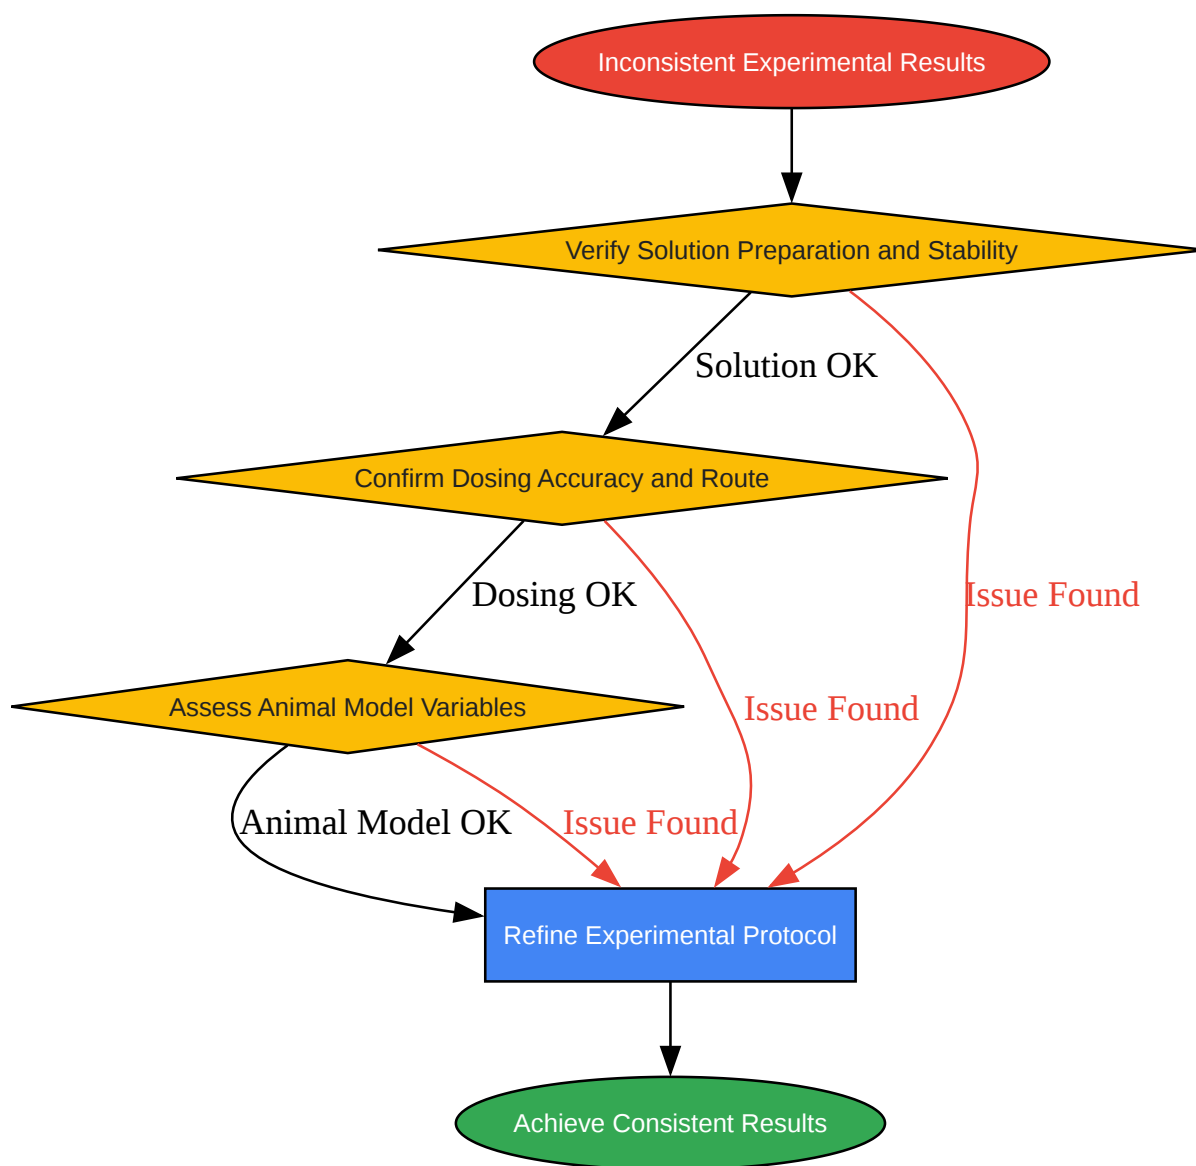 Inconsistent Experimental Results
Verify Solution Preparation and Stability
Solution OK
Confirm Dosing Accuracy and Route
Dosing OK
Issue Found
Assess Animal Model Variables
Issue Found
Animal Model OK
Issue Found
Refine Experimental Protocol
Achieve Consistent Results